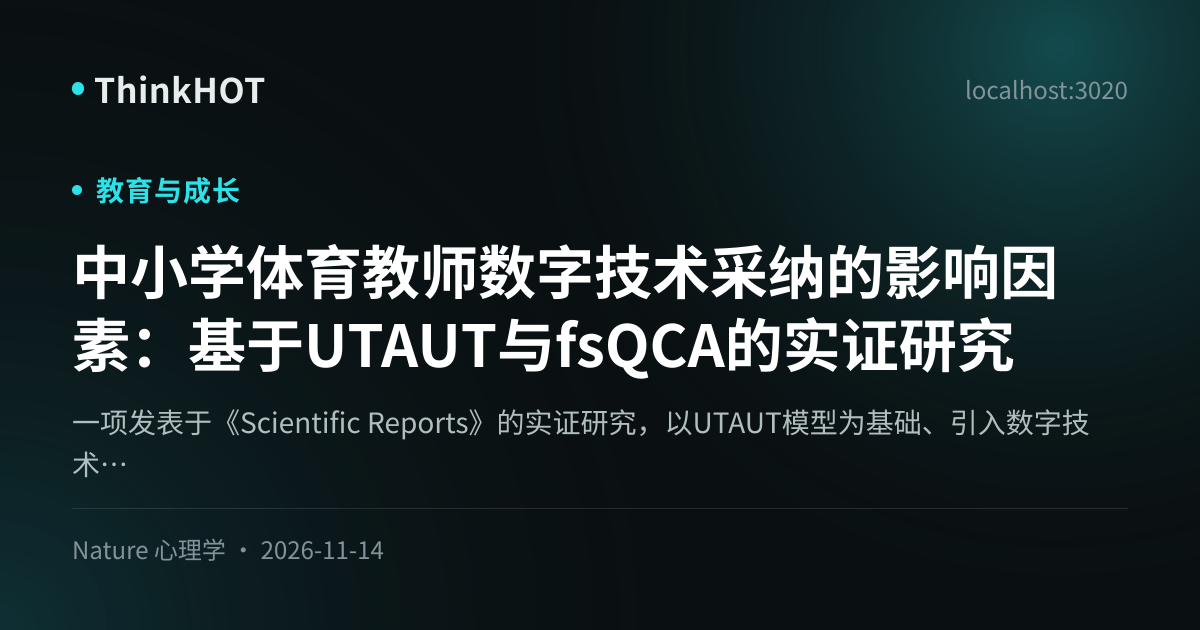 ThinkHOT
localhost:3020
教育与成长
中小学体育教师数字技术采纳的影响因
素：基于UTAUT与fsQCA的实证研究
一项发表于《Scientific Reports》的实证研究，以UTAUT模型为基础、引入数字技
术…
Nature 心理学 · 2026-11-14